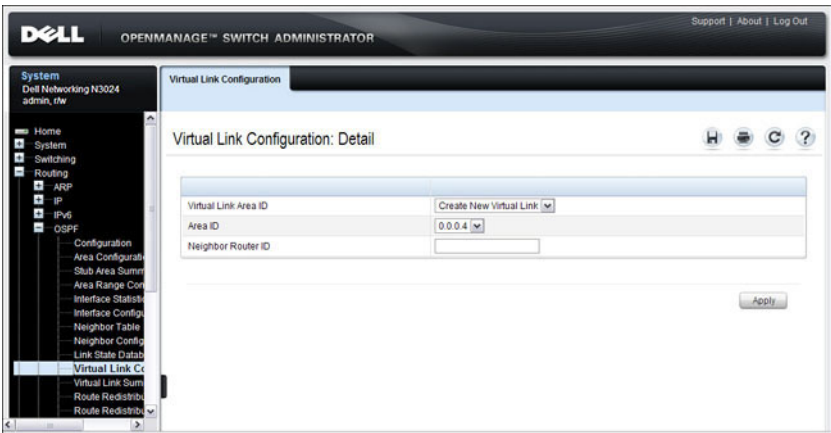 Support | About | Log Out
DELL OPENMANAGE™ SWITCH ADMINISTRATOR
System
Dell Networking N3024
admin, r/w
Home
System
Switching
Routing
ARP
IP
IPv6
OSPF
Configuration
Area Configurati
Stub Area Summ
Area Range Con
Interface Statistic
Interface Configu
Neighbor Table
Neighbor Config
Link State Datab
Virtual Link Co
Virtual Link Sum
Route Redistribu
Route Redistribu
Virtual Link Configuration
Virtual Link Configuration: Detail
Virtual Link Area ID Create New Virtual Link
Area ID 0.0.0.4
Neighbor Router ID
Apply